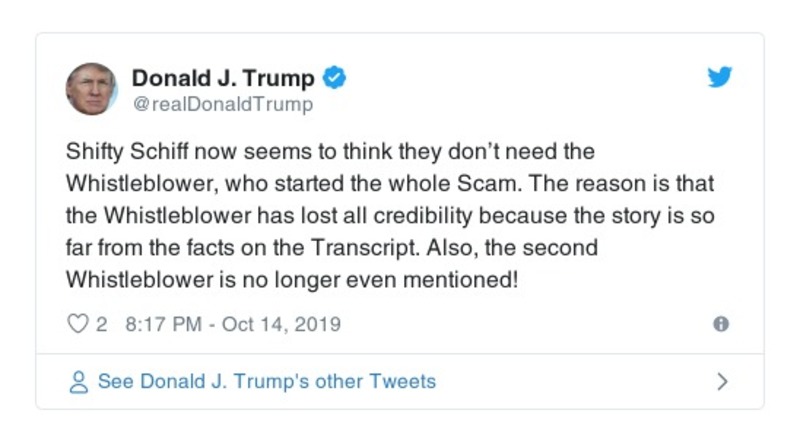 Donald J. Trump
@realDonaldTrump
Shifty Schiff now seems to think they don’t need the
Whistleblower, who started the whole Scam. The reason is that
the Whistleblower has lost all credibility because the story is so
far from the facts on the Transcript. Also, the second
Whistleblower is no longer even mentioned!
2 8:17 PM - Oct 14, 2019
See Donald J. Trump's other Tweets